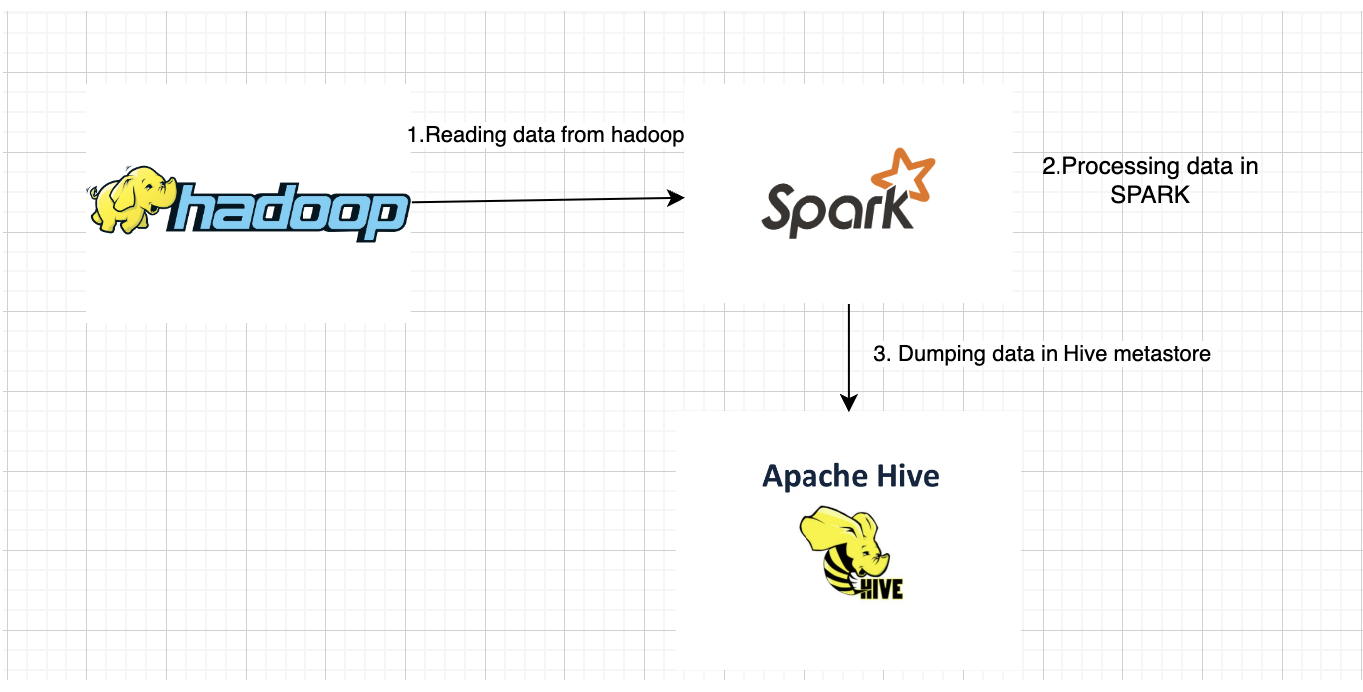 1.Reading data from hadoop
hadoop
Spark
2.Processing data in
SPARK
3. Dumping data in Hive metastore
Apache Hive
HIVE